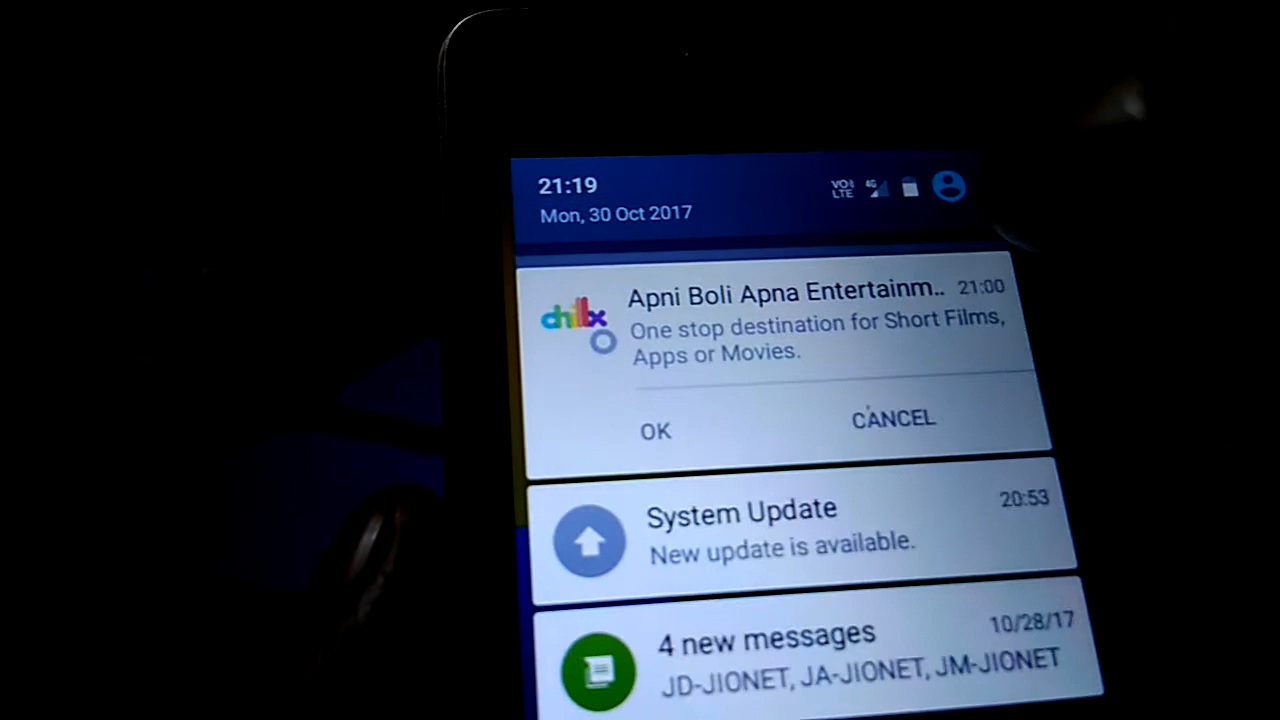 21:19
VO LTE 4G
Mon, 30 Oct 2017
chillx
Apni Boli Apna Entertainm.. 21:00
One stop destination for Short Films,
Apps or Movies.
OK CANCEL
System Update 20:53
New update is available.
4 new messages 10/28/17
JD-JIONET, JA-JIONET, JM-JIONET